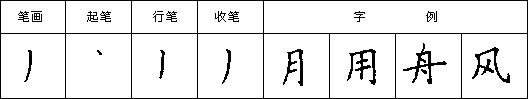 笔画 起笔 行笔 收笔 字 例
丿 丶 丨 丿 月 用 舟 风